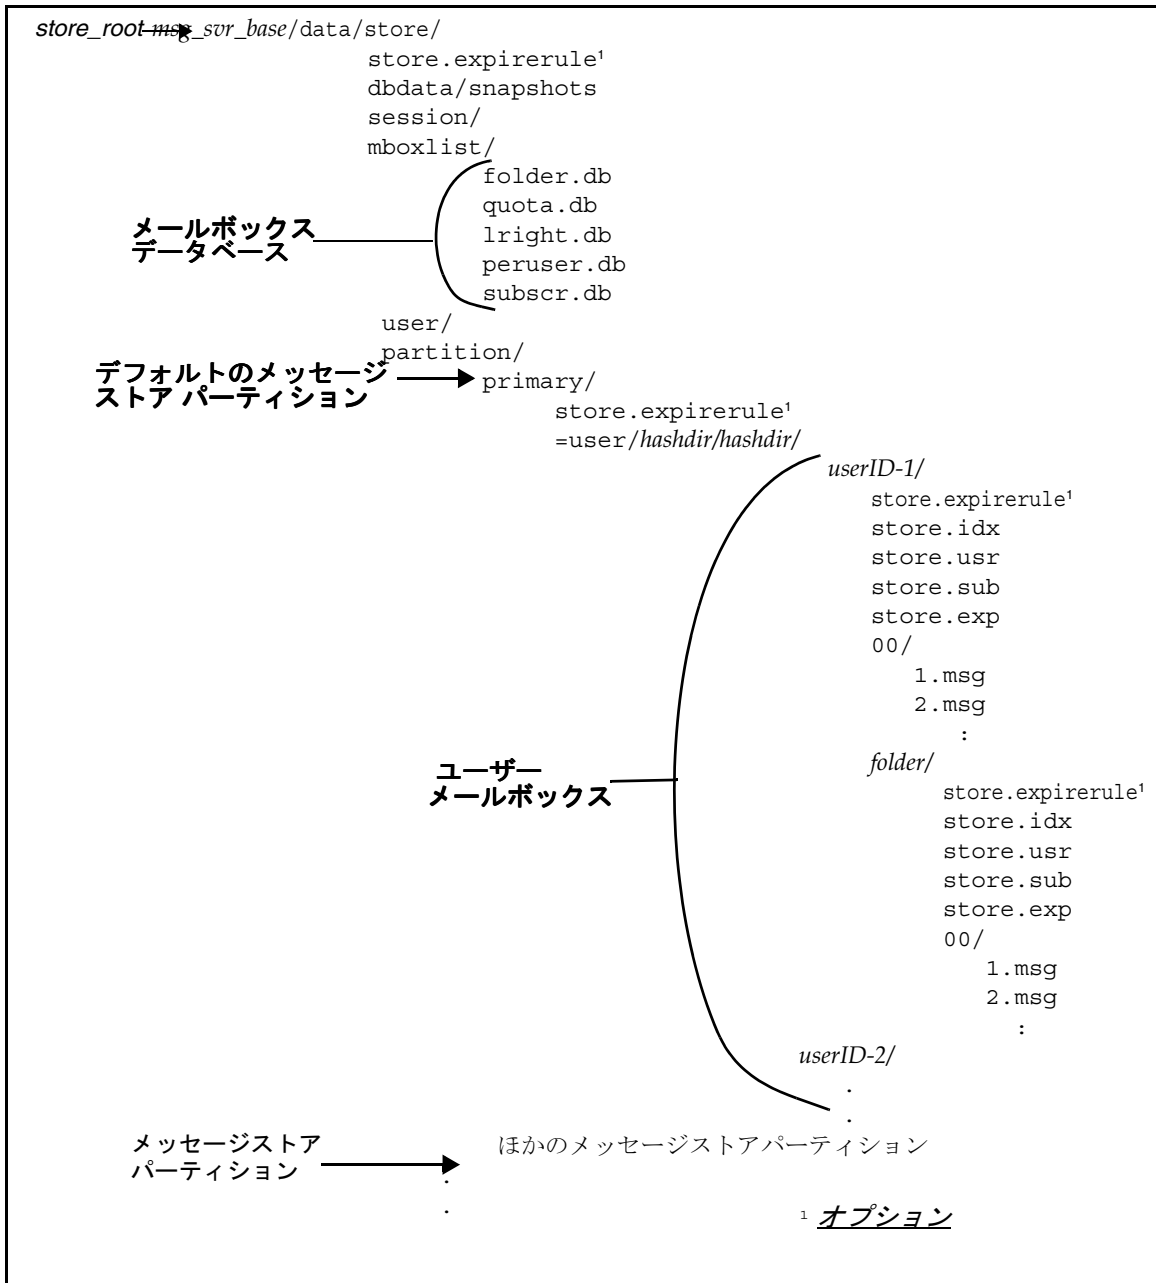 store_root msg_svr_base/data/store/
store.expirerule¹
dbdata/snapshots
session/
mboxlist/
folder.db
quota.db
lright.db
peruser.db
subscr.db
メールボックス
データベース
user/
partition/
デフォルトのメッセージ
ストア パーティション
primary/
store.expirerule¹
=user/hashdir/hashdir/
userID-1/
store.expirerule¹
store.idx
store.usr
store.sub
store.exp
00/
1.msg
2.msg
:
folder/
ユーザー
メールボックス
store.expirerule¹
store.idx
store.usr
store.sub
store.exp
00/
1.msg
2.msg
:
userID-2/
.
.
メッセージストア
パーティション
ほかのメッセージストアパーティション
.
.
¹ オプション